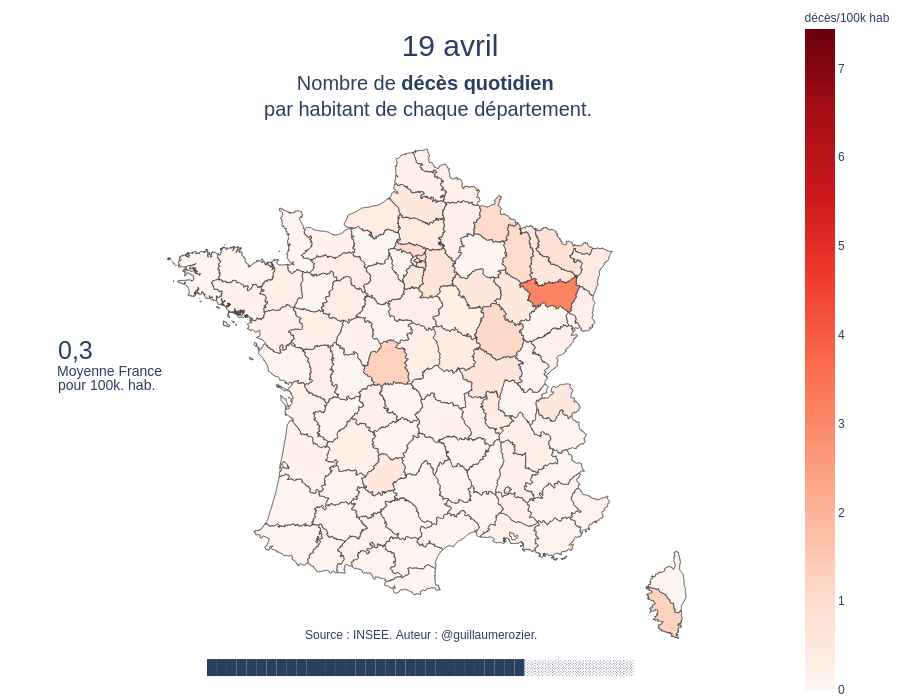 décès/100k hab
19 avril
Nombre de décès quotidien
par habitant de chaque département.
7
6
5
4
3
2
1
0
0,3
Moyenne France
pour 100k. hab.
Source : INSEE. Auteur : @guillaumerozier.